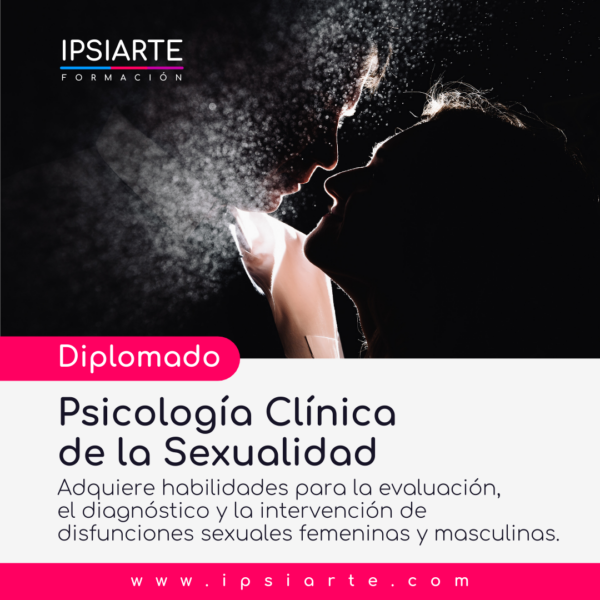 IPSIARTE
FORMACIÓN
Diplomado
Psicología Clínica
de la Sexualidad
Adquiere habilidades para la evaluación,
el diagnóstico y la intervención de
disfunciones sexuales femeninas y masculinas.
www.ipsiarte.com